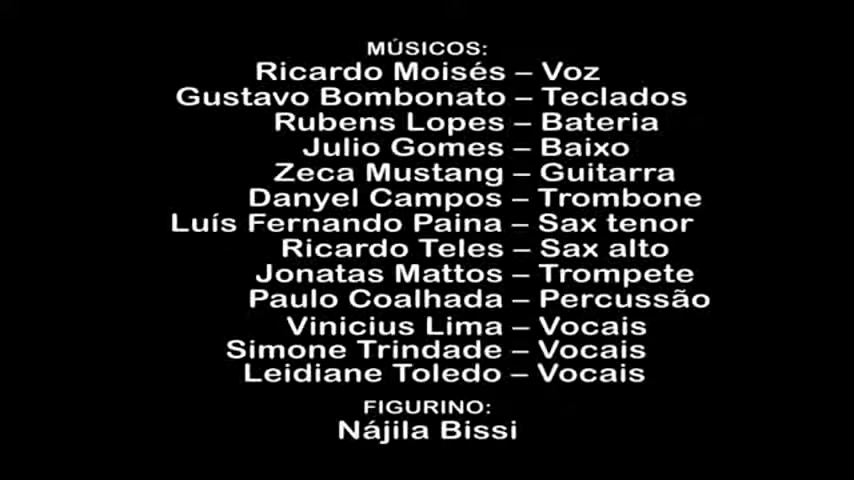 MÚSICOS:
Ricardo Moisés – Voz
Gustavo Bombonato – Teclados
Rubens Lopes – Bateria
Julio Gomes – Baixo
Zeca Mustang – Guitarra
Danyel Campos – Trombone
Luís Fernando Paina – Sax tenor
Ricardo Teles – Sax alto
Jonatas Mattos – Trompete
Paulo Coalhada – Percussão
Vinicius Lima – Vocais
Simone Trindade – Vocais
Leidiane Toledo – Vocais
FIGURINO:
Nájila Bissi